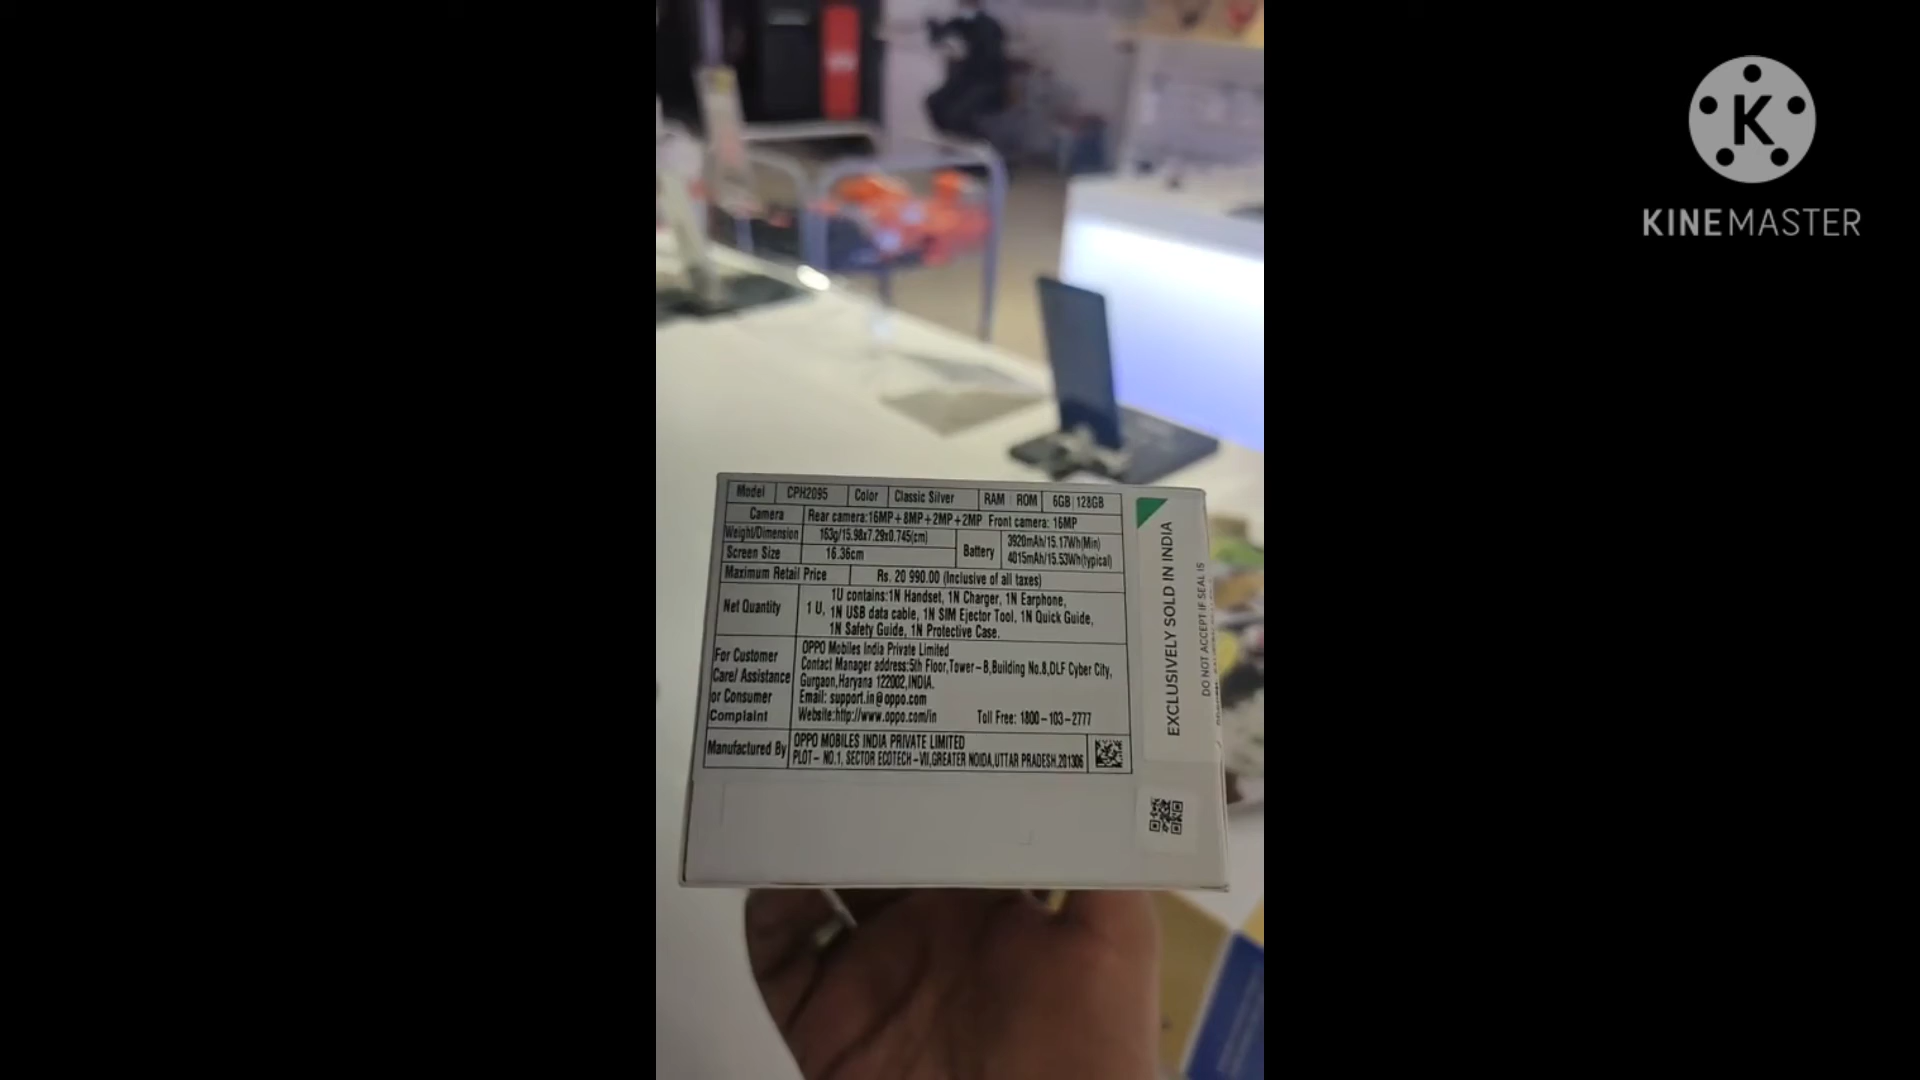 K
KINEMASTER
Model CPH2095 Color Classic Silver RAM ROM 6GB 128GB
Camera Rear camera:16MP+8MP+2MP+2MP Front camera: 16MP
Weight/Dimension 163g/15.98x7.29x0.745(cm)
Screen Size 16.36cm
Battery 3920mAh/15.17Wh(Min)
4015mAh/15.53Wh(typical)
Maximum Retail Price Rs. 20 990.00 (Inclusive of all taxes)
Net Quantity 1 U, 1U contains:1N Handset, 1N Charger, 1N Earphone,
1N USB data cable, 1N SIM Ejector Tool, 1N Quick Guide,
1N Safety Guide, 1N Protective Case.
For Customer
Care/ Assistance
or Consumer
Complaint
OPPO Mobiles India Private Limited
Contact Manager address:5th Floor,Tower-B,Building No.8,DLF Cyber City,
Gurgaon,Haryana 122002,INDIA.
Email: support.in@oppo.com
Website:http://www.oppo.com/in Toll Free: 1800-103-2777
Manufactured By OPPO MOBILES INDIA PRIVATE LIMITED
PLOT- NO.1, SECTOR ECOTECH-VII,GREATER NOIDA,UTTAR PRADESH,201306
EXCLUSIVELY SOLD IN INDIA
DO NOT ACCEPT IF SEAL IS